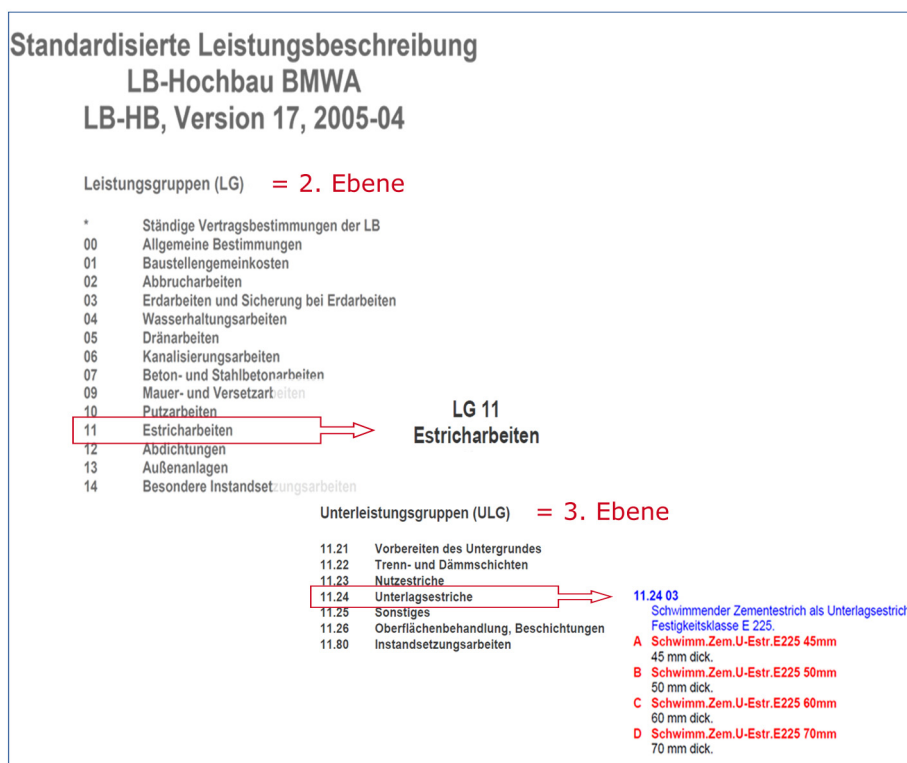 Standardisierte Leistungsbeschreibung
LB-Hochbau BMWA
LB-HB, Version 17, 2005-04
Leistungsgruppen (LG) = 2. Ebene
* Ständige Vertragsbestimmungen der LB
00 Allgemeine Bestimmungen
01 Baustellengemeinkosten
02 Abbrucharbeiten
03 Erdarbeiten und Sicherung bei Erdarbeiten
04 Wasserhaltungsarbeiten
05 Dränarbeiten
06 Kanalisierungsarbeiten
07 Beton- und Stahlbetonarbeiten
09 Mauer- und Versetzarbeiten
10 Putzarbeiten
11 Estricharbeiten
12 Abdichtungen
13 Außenanlagen
14 Besondere Instandsetzungsarbeiten
LG 11
Estricharbeiten
Unterleistungsgruppen (ULG) = 3. Ebene
11.21 Vorbereiten des Untergrundes
11.22 Trenn- und Dämmschichten
11.23 Nutzestriche
11.24 Unterlagsestriche
11.25 Sonstiges
11.26 Oberflächenbehandlung, Beschichtungen
11.80 Instandsetzungsarbeiten
11.24 03
Schwimmender Zementestrich als Unterlagsestrich
Festigkeitsklasse E 225.
A Schwimm.Zem.U-Estr.E225 45mm
45 mm dick.
B Schwimm.Zem.U-Estr.E225 50mm
50 mm dick.
C Schwimm.Zem.U-Estr.E225 60mm
60 mm dick.
D Schwimm.Zem.U-Estr.E225 70mm
70 mm dick.